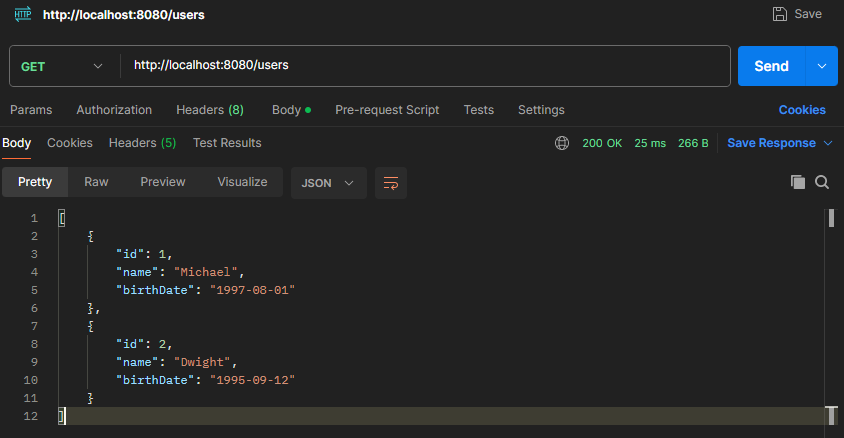 HTTP http://localhost:8080/users Save
GET http://localhost:8080/users Send
Params Authorization Headers (8) Body Pre-request Script Tests Settings Cookies
Body Cookies Headers (5) Test Results 200 OK 25 ms 266 B Save Response
Pretty Raw Preview Visualize JSON
1 [
2 {
3 "id": 1,
4 "name": "Michael",
5 "birthDate": "1997-08-01"
6 },
7 {
8 "id": 2,
9 "name": "Dwight",
10 "birthDate": "1995-09-12"
11 }
12 ]